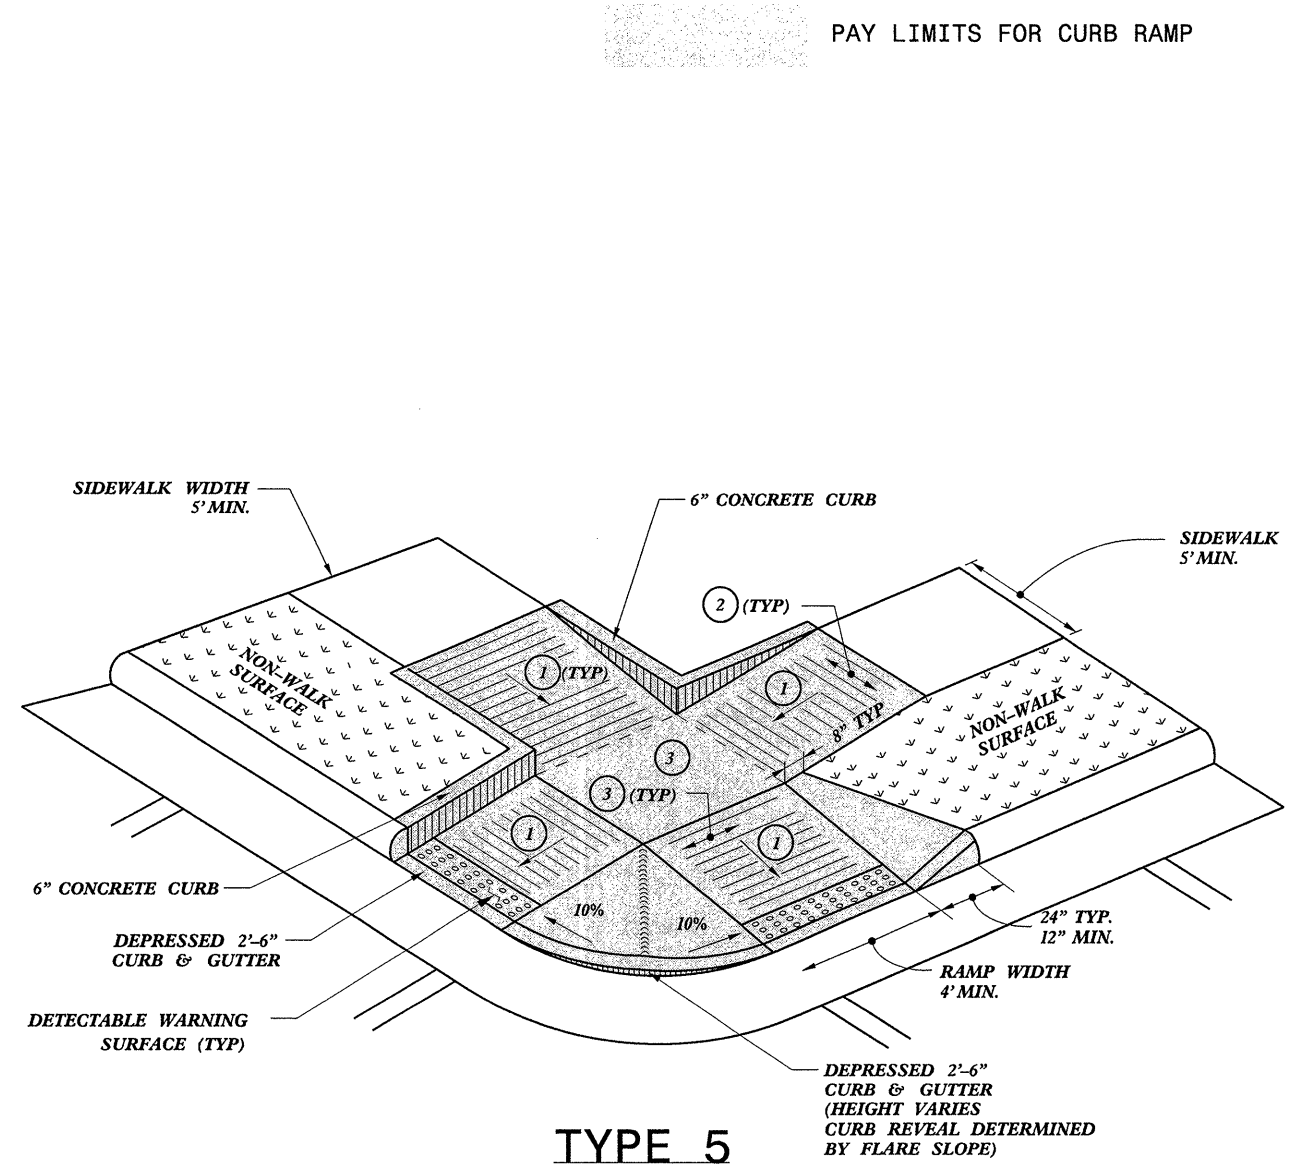 PAY LIMITS FOR CURB RAMP
SIDEWALK WIDTH
5' MIN.
6" CONCRETE CURB
SIDEWALK
5' MIN.
2 (TYP)
NON-WALK
SURFACE
1 (TYP)
1
8" TYP
NON-WALK
SURFACE
3
3 (TYP)
1
1
6" CONCRETE CURB
10%
10%
24" TYP.
12" MIN.
DEPRESSED 2'-6"
CURB & GUTTER
RAMP WIDTH
4' MIN.
DETECTABLE WARNING
SURFACE (TYP)
DEPRESSED 2'-6"
CURB & GUTTER
(HEIGHT VARIES
CURB REVEAL DETERMINED
BY FLARE SLOPE)
TYPE 5